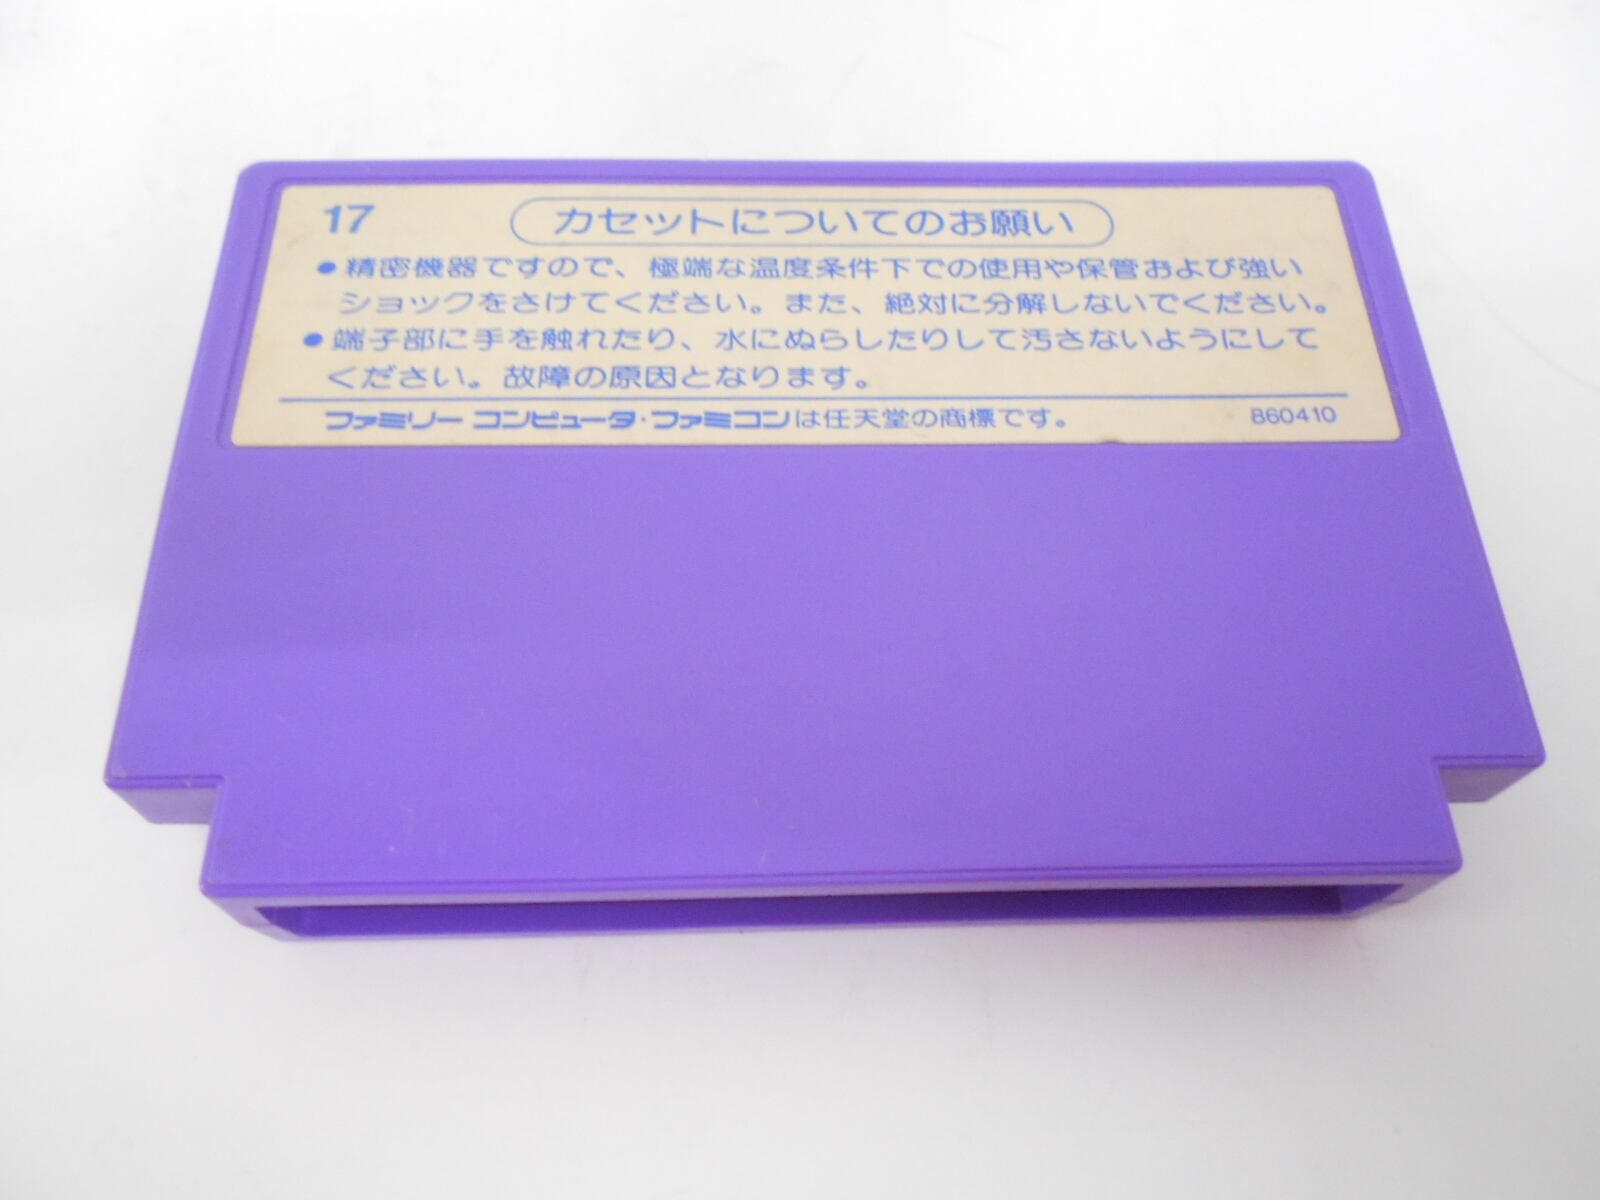 17
カセットについてのお願い
●精密機器ですので、極端な温度条件下での使用や保管および強い
ショックをさけてください。また、絶対に分解しないでください。
●端子部に手を触れたり、水にぬらしたりして汚さないようにして
ください。故障の原因となります。
ファミリー コンピュータ・ファミコンは任天堂の商標です。 860410